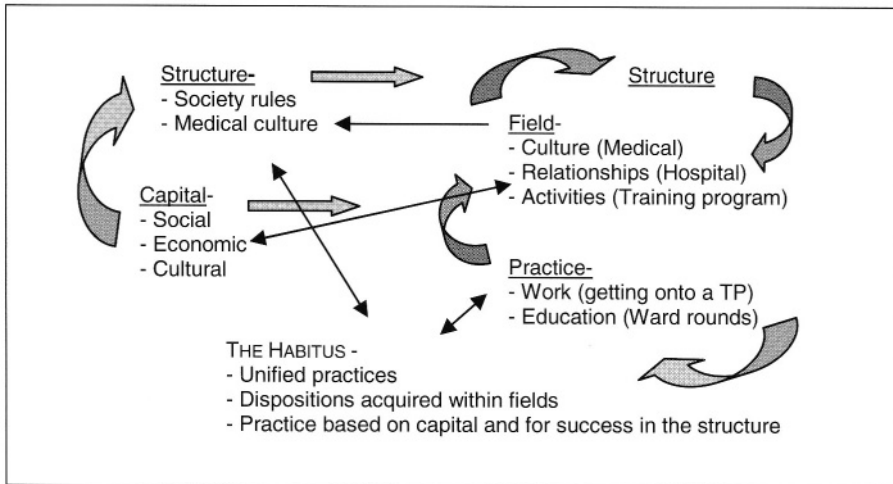 Structure-
- Society rules
- Medical culture
Structure
Field-
- Culture (Medical)
- Relationships (Hospital)
- Activities (Training program)
Capital-
- Social
- Economic
- Cultural
Practice-
- Work (getting onto a TP)
- Education (Ward rounds)
THE HABITUS -
- Unified practices
- Dispositions acquired within fields
- Practice based on capital and for success in the structure